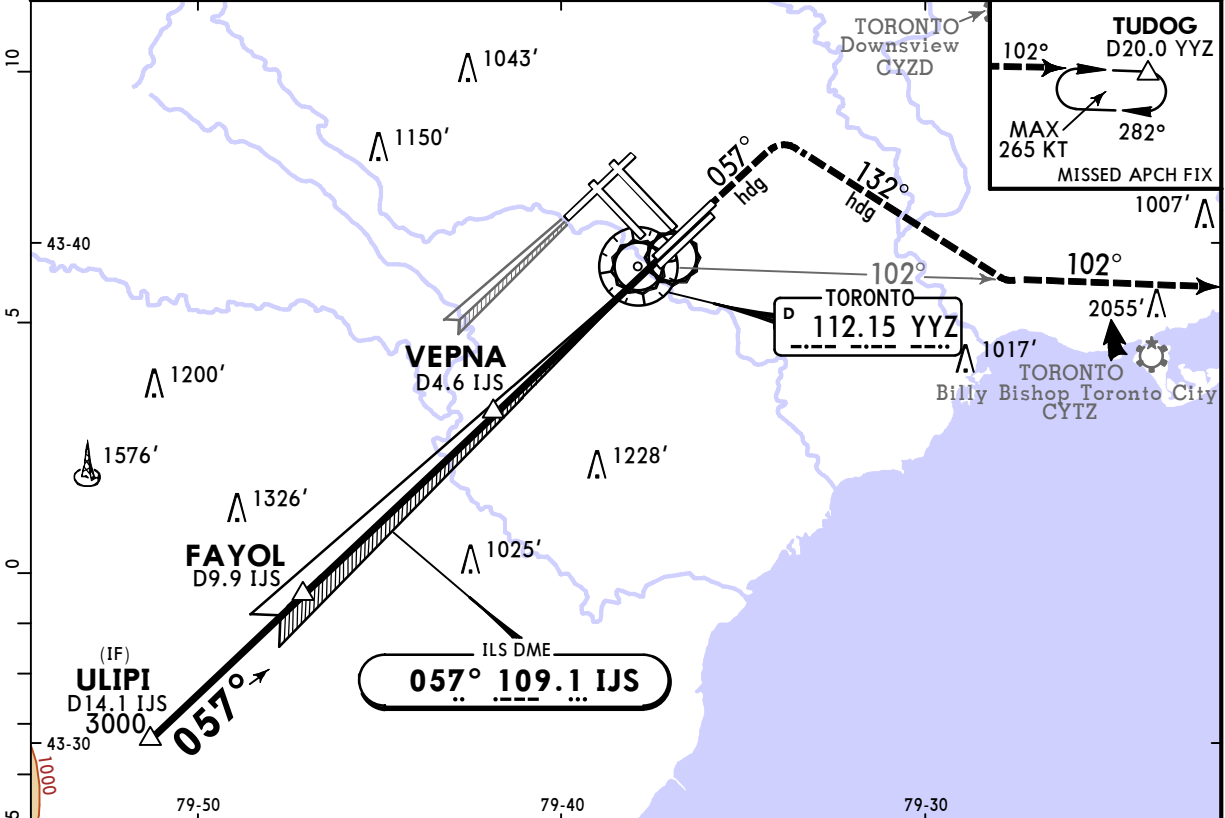 TORONTO
Downsview
CYZD
TUDOG
D20.0 YYZ
102°
MAX
265 KT
282°
MISSED APCH FIX
10
1043'
1150'
057°
hdg
132°
hdg
1007'
43-40
102°
102°
TORONTO
D
112.15 YYZ
2055'
5
VEPNA
D4.6 IJS
1017'
TORONTO
Billy Bishop Toronto City
CYTZ
1200'
1576'
1228'
1326'
FAYOL
D9.9 IJS
1025'
0
ILS DME
057° 109.1 IJS
(IF)
ULIPI
D14.1 IJS
3000
057°
43-30
1000
79-50
79-40
79-30
5